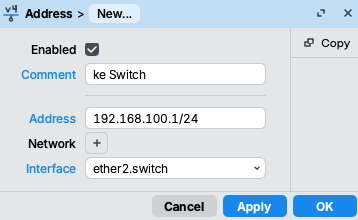 v4 Address > New...
Copy
Enabled
Comment ke Switch
Address 192.168.100.1/24
Network +
Interface ether2.switch
Cancel Apply OK